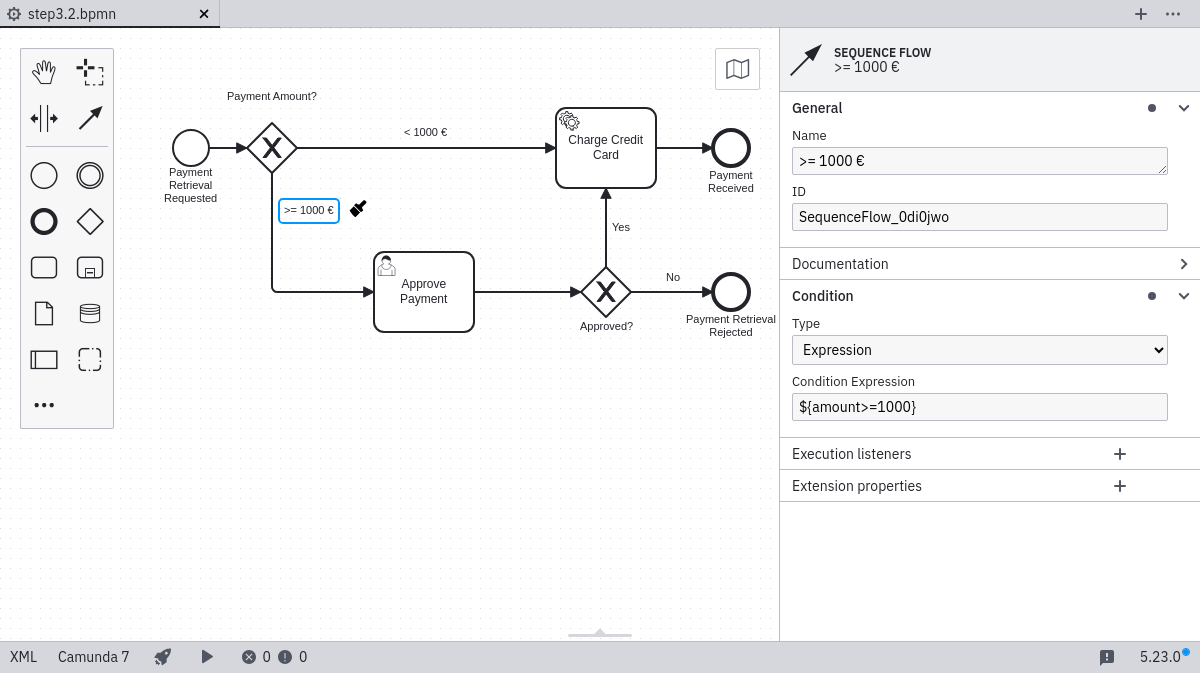 step3.2.bpmn
Payment Amount?
< 1000 €
Payment
Retrieval
Requested
>= 1000 €
Charge Credit
Card
Payment
Received
Yes
Approve
Payment
Approved?
No
Payment Retrieval
Rejected
SEQUENCE FLOW
>= 1000 €
General
Name
>= 1000 €
ID
SequenceFlow_0di0jwo
Documentation
Condition
Type
Expression
Condition Expression
${amount>=1000}
Execution listeners
Extension properties
XML Camunda 7 0 0 5.23.0